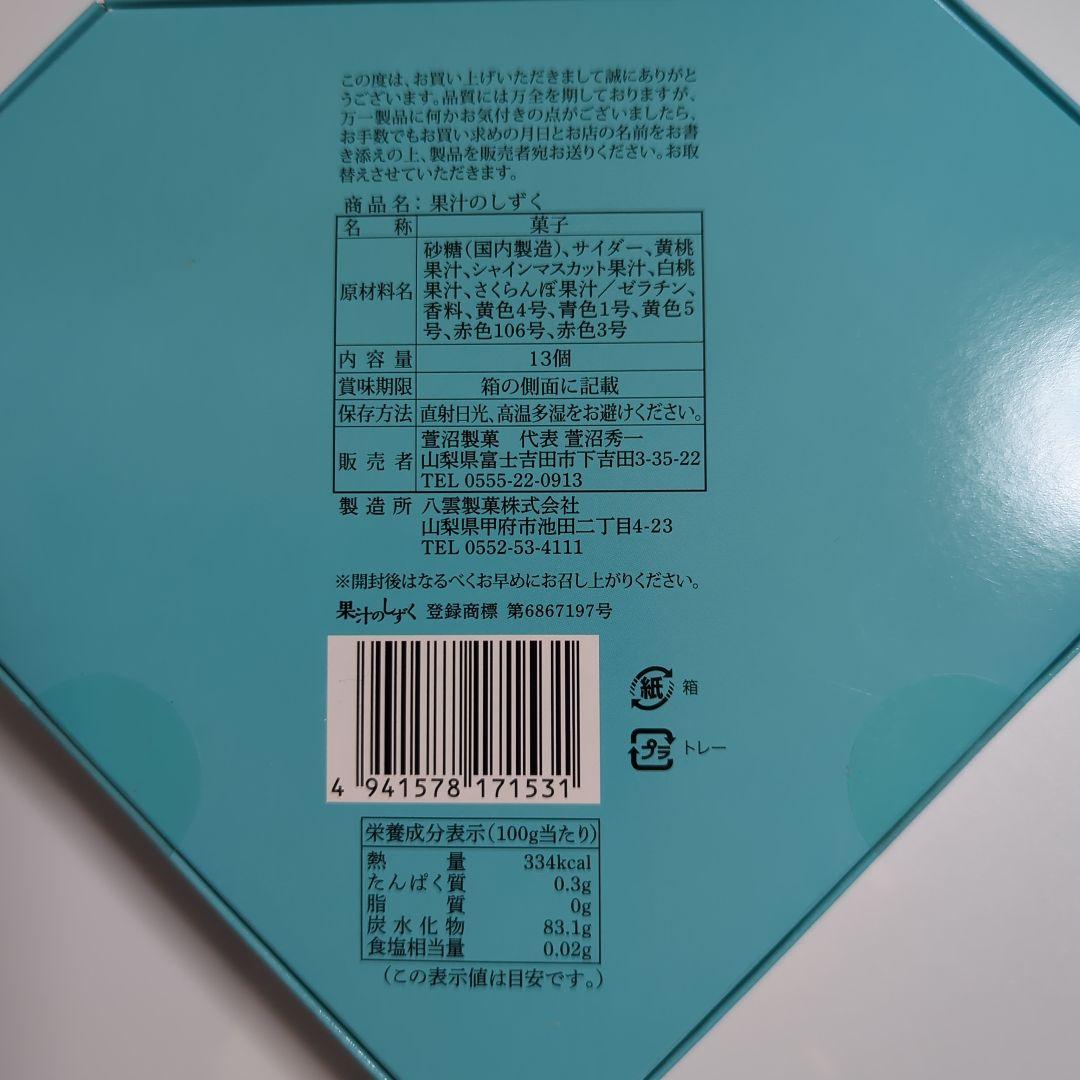 この度は、お買い上げいただきまして誠にありがと
うございます。品質には万全を期しておりますが、
万一製品に何かお気付きの点がございましたら、
お手数でもお買い求めの月日とお店の名前をお書
き添えの上、製品を販売者宛お送りください。お取
替えさせていただきます。
商品名：果汁のしずく
名称 菓子
原材料名 砂糖（国内製造）、サイダー、黄桃
果汁、シャインマスカット果汁、白桃
果汁、さくらんぼ果汁／ゼラチン、
香料、黄色4号、青色1号、黄色5
号、赤色106号、赤色3号
内容量 13個
賞味期限 箱の側面に記載
保存方法 直射日光、高温多湿をお避けください。
販売者 萱沼製菓 代表 萱沼秀一
山梨県富士吉田市下吉田3-35-22
TEL 0555-22-0913
製造所 八雲製菓株式会社
山梨県甲府市池田二丁目4-23
TEL 0552-53-4111
※開封後はなるべくお早めにお召し上がりください。
果汁のしずく 登録商標 第6867197号
紙 箱
プラ トレー
4 941578 171531
栄養成分表示（100g当たり）
熱量 334kcal
たんぱく質 0.3g
脂質 0g
炭水化物 83.1g
食塩相当量 0.02g
（この表示値は目安です。）